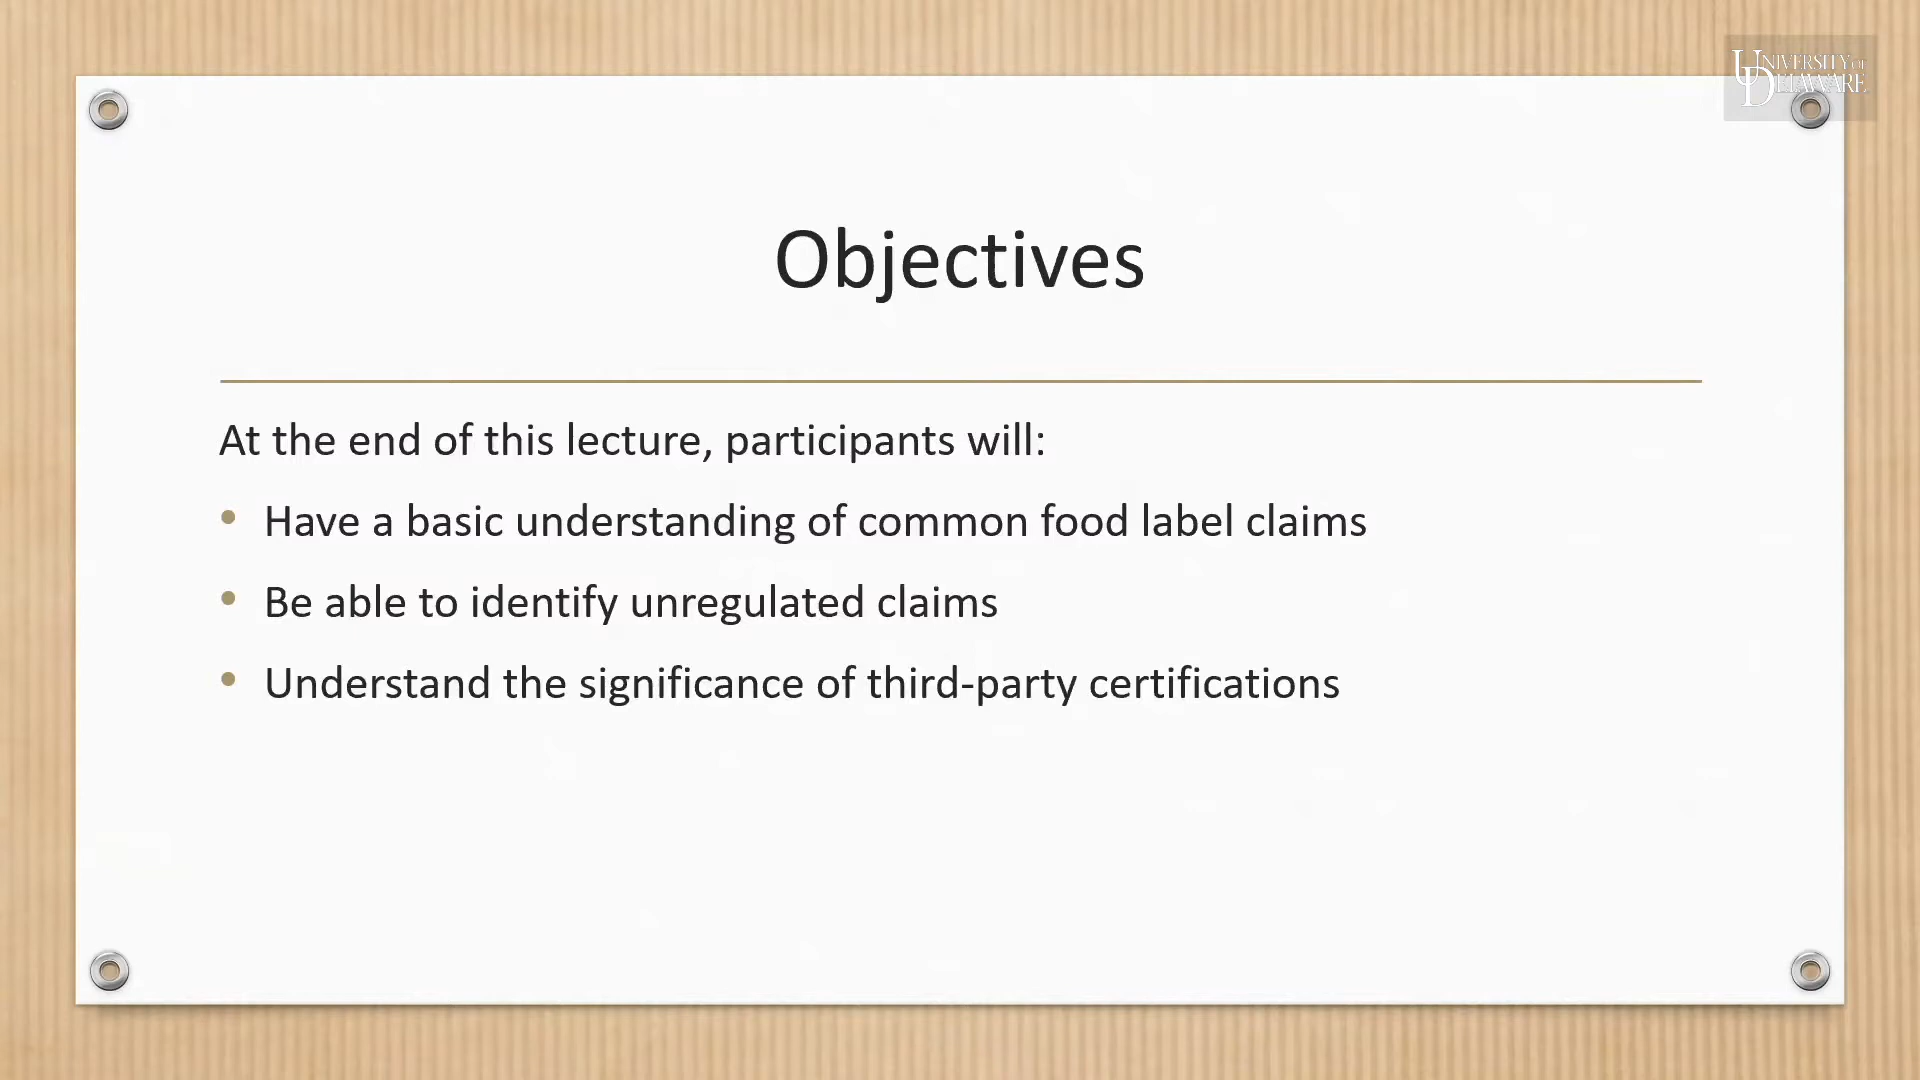 UNIVERSITY OF
DELAWARE
Objectives
At the end of this lecture, participants will:
• Have a basic understanding of common food label claims
• Be able to identify unregulated claims
• Understand the significance of third-party certifications